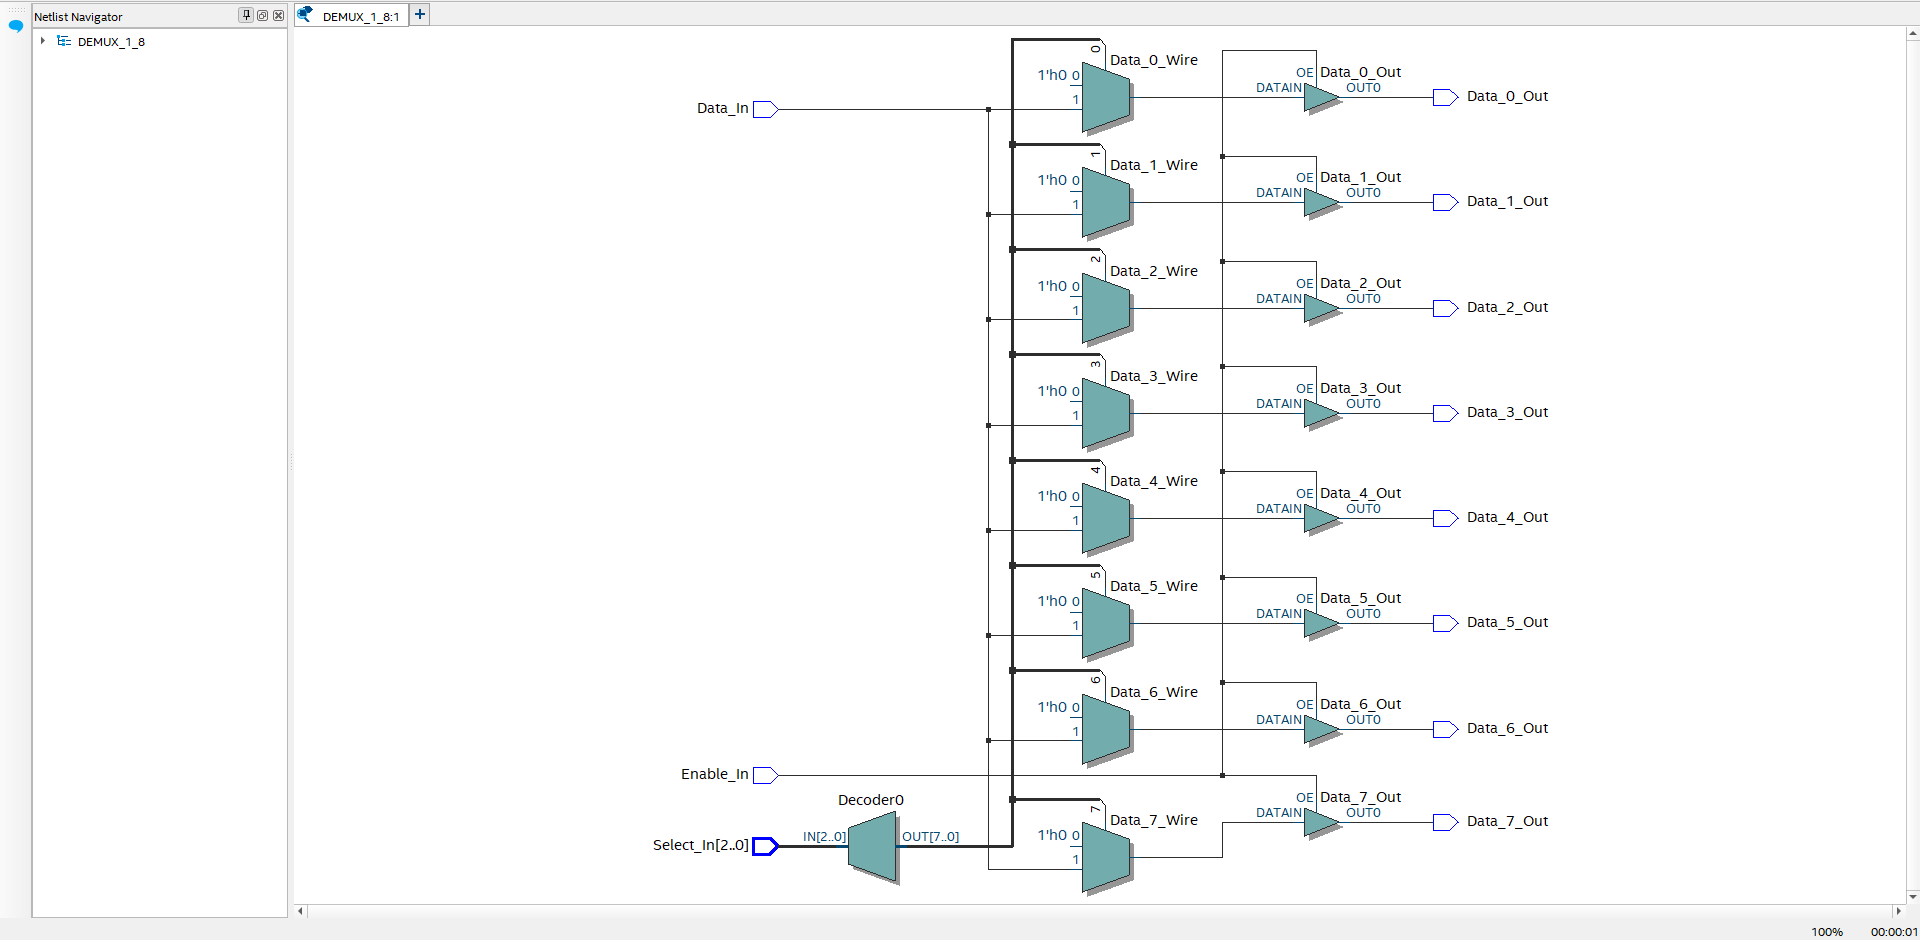 Netlist Navigator
DEMUX_1_8
DEMUX_1_8:1
+
Data_In
0
Data_0_Wire
1'h0 0
1
OE Data_0_Out
DATAIN OUT0
Data_0_Out
1
Data_1_Wire
1'h0 0
1
OE Data_1_Out
DATAIN OUT0
Data_1_Out
2
Data_2_Wire
1'h0 0
1
OE Data_2_Out
DATAIN OUT0
Data_2_Out
3
Data_3_Wire
1'h0 0
1
OE Data_3_Out
DATAIN OUT0
Data_3_Out
4
Data_4_Wire
1'h0 0
1
OE Data_4_Out
DATAIN OUT0
Data_4_Out
5
Data_5_Wire
1'h0 0
1
OE Data_5_Out
DATAIN OUT0
Data_5_Out
6
Data_6_Wire
1'h0 0
1
OE Data_6_Out
DATAIN OUT0
Data_6_Out
Enable_In
Decoder0
Select_In[2..0]
IN[2..0] OUT[7..0]
7
Data_7_Wire
1'h0 0
1
OE Data_7_Out
DATAIN OUT0
Data_7_Out
100% 00:00:01